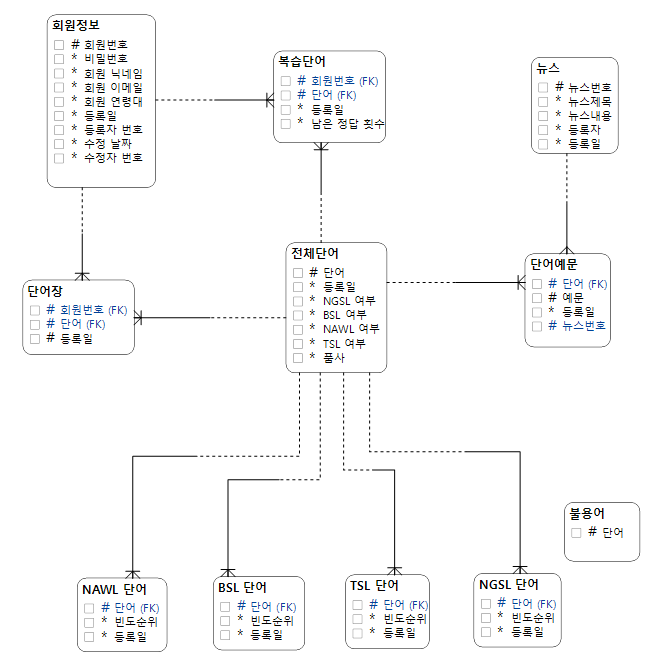 회원정보
# 회원번호
* 비밀번호
* 회원 닉네임
* 회원 이메일
* 회원 연령대
* 등록일
* 등록자 번호
* 수정 날짜
* 수정자 번호
복습단어
# 회원번호 (FK)
# 단어 (FK)
* 등록일
* 남은 정답 횟수
뉴스
# 뉴스번호
* 뉴스제목
* 뉴스내용
* 등록자
* 등록일
단어장
# 회원번호 (FK)
# 단어 (FK)
# 등록일
전체단어
# 단어
* 등록일
* NGSL 여부
* BSL 여부
* NAWL 여부
* TSL 여부
* 품사
단어예문
# 단어 (FK)
# 예문
* 등록일
# 뉴스번호
불용어
# 단어
NAWL 단어
# 단어 (FK)
* 빈도순위
* 등록일
BSL 단어
# 단어 (FK)
* 빈도순위
* 등록일
TSL 단어
# 단어 (FK)
* 빈도순위
* 등록일
NGSL 단어
# 단어 (FK)
* 빈도순위
* 등록일